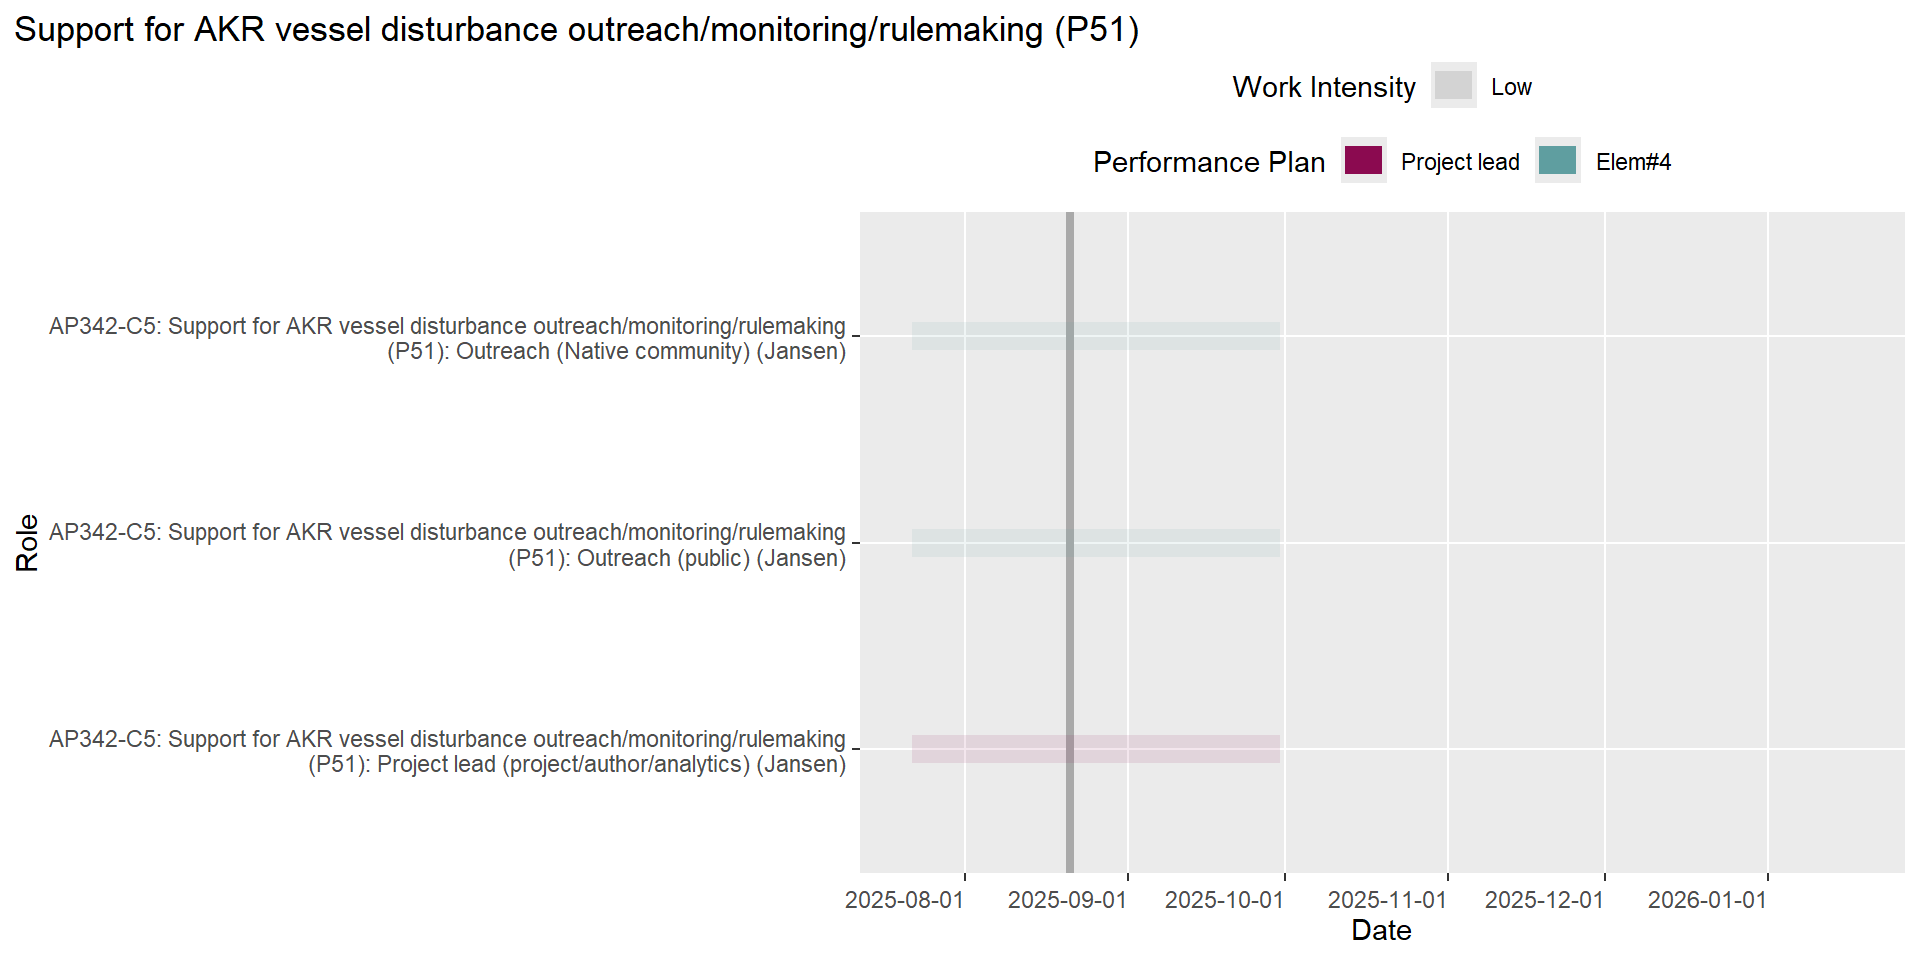 Support for AKR vessel disturbance outreach/monitoring/rulemaking (P51)
Work Intensity Low
Performance Plan Project lead Elem#4
AP342-C5: Support for AKR vessel disturbance outreach/monitoring/rulemaking
(P51): Outreach (Native community) (Jansen)
Role
AP342-C5: Support for AKR vessel disturbance outreach/monitoring/rulemaking
(P51): Outreach (public) (Jansen)
AP342-C5: Support for AKR vessel disturbance outreach/monitoring/rulemaking
(P51): Project lead (project/author/analytics) (Jansen)
2025-08-01 2025-09-01 2025-10-01 2025-11-01 2025-12-01 2026-01-01
Date